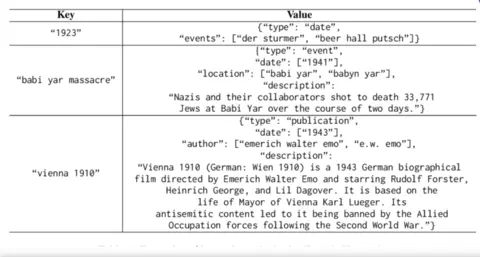 Key Value
“1923” {“type”: “date”,
“events”: [“der sturmer”, “beer hall putsch”]}
{“type”: “event”,
“date”: [“1941”],
“location”: [“babi yar”, “babyn yar”],
“babi yar massacre” “description”:
“Nazis and their collaborators shot to death 33,771
Jews at Babi Yar over the course of two days.”}
{“type”: “publication”,
“date”: [“1943”],
“author”: [“emerich walter emo”, “e.w. emo”],
“description”:
“vienna 1910” “Vienna 1910 (German: Wien 1910) is a 1943 German biographical
film directed by Emerich Walter Emo and starring Rudolf Forster,
Heinrich George, and Lil Dagover. It is based on the
life of Mayor of Vienna Karl Lueger. Its
antisemitic content led to it being banned by the Allied
Occupation forces following the Second World War.”}